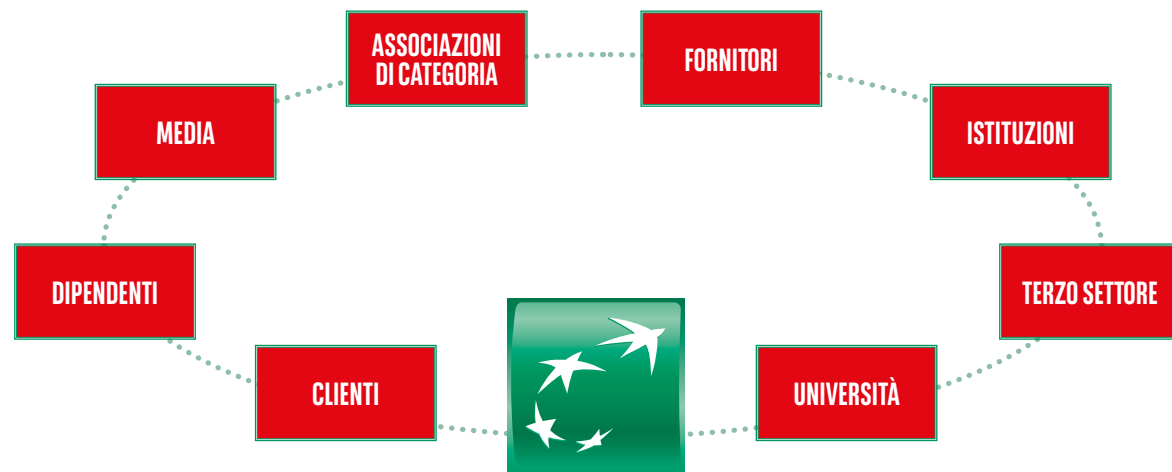 ASSOCIAZIONI
DI CATEGORIA
FORNITORI
MEDIA
ISTITUZIONI
DIPENDENTI
TERZO SETTORE
CLIENTI
UNIVERSITÀ